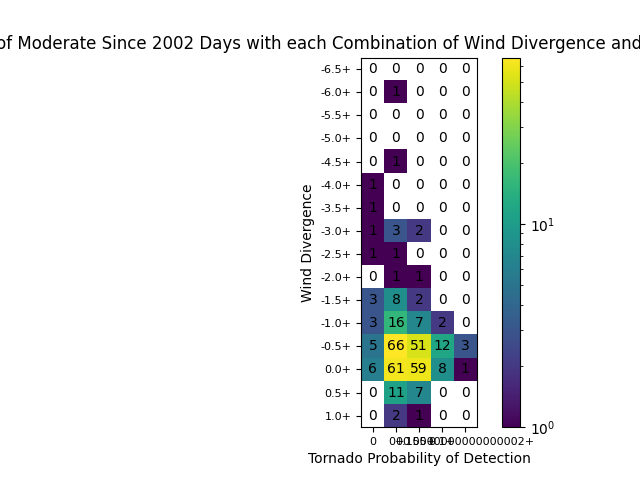 of Moderate Since 2002 Days with each Combination of Wind Divergence and
-6.5+ 0 0 0 0 0
-6.0+ 0 1 0 0 0
-5.5+ 0 0 0 0 0
-5.0+ 0 0 0 0 0
-4.5+ 0 1 0 0 0
-4.0+ 1 0 0 0 0
-3.5+ 1 0 0 0 0
-3.0+ 1 3 2 0 0
-2.5+ 1 1 0 0 0
-2.0+ 0 1 1 0 0
-1.5+ 3 8 2 0 0
-1.0+ 3 16 7 2 0
-0.5+ 5 66 51 12 3
0.0+ 6 61 59 8 1
0.5+ 0 11 7 0 0
1.0+ 0 2 1 0 0
0
Tornado Probability of Detection
Wind Divergence
10¹
10⁰